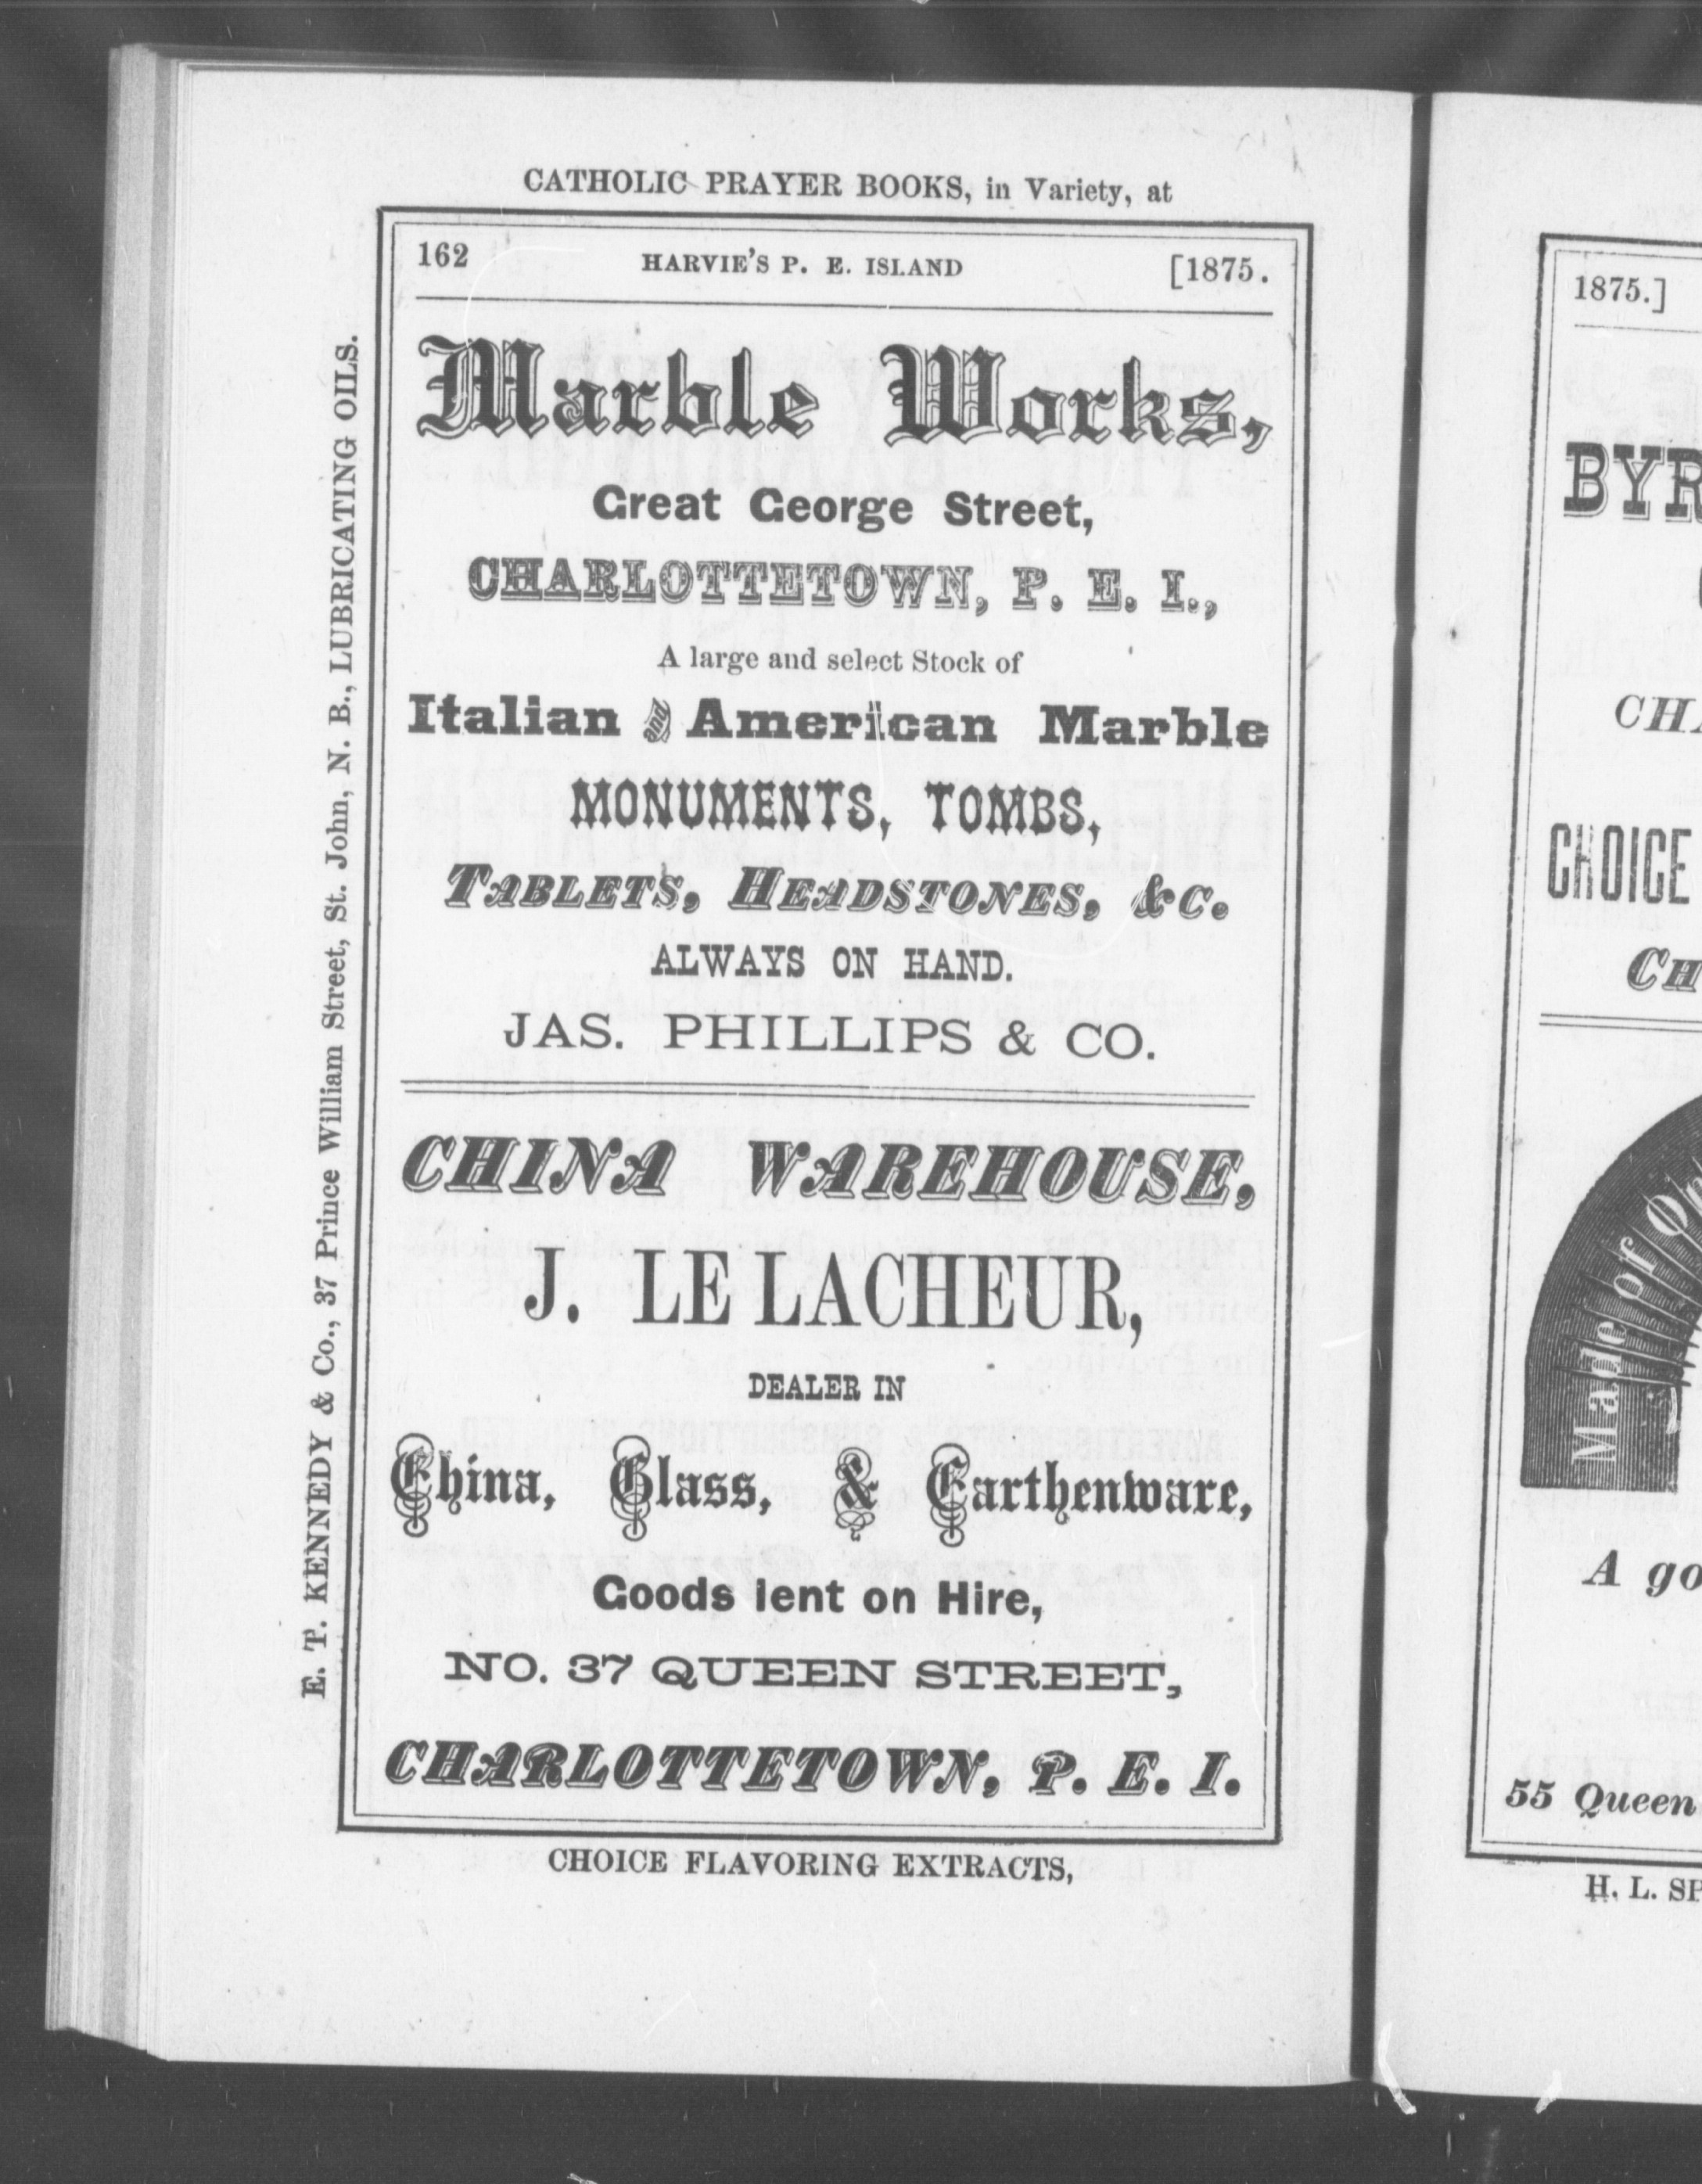 CATHOLIC PRAYER BOOKS, in Variety, at
162 HARVIE'S P. E. ISLAND [1875.
Marble Works,
Great George Street,
CHARLOTTETOWN, P. E. I.,
A large and select Stock of
Italian and American Marble
MONUMENTS, TOMBS,
TABLETS, HEADSTONES, &C.
ALWAYS ON HAND.
JAS. PHILLIPS & CO.
CHINA WAREHOUSE,
J. LE LACHEUR,
DEALER IN
China, Glass, & Earthenware,
Goods lent on Hire,
NO. 37 QUEEN STREET,
CHARLOTTETOWN, P. E. I.
CHOICE FLAVORING EXTRACTS,
E. T. KENNEDY & Co., 37 Prince William Street, St. John, N. B., LUBRICATING OILS.
1875.]
BYR
CHA
CHOICE
CH
Made of
A go
55 Queen
H. L. SP